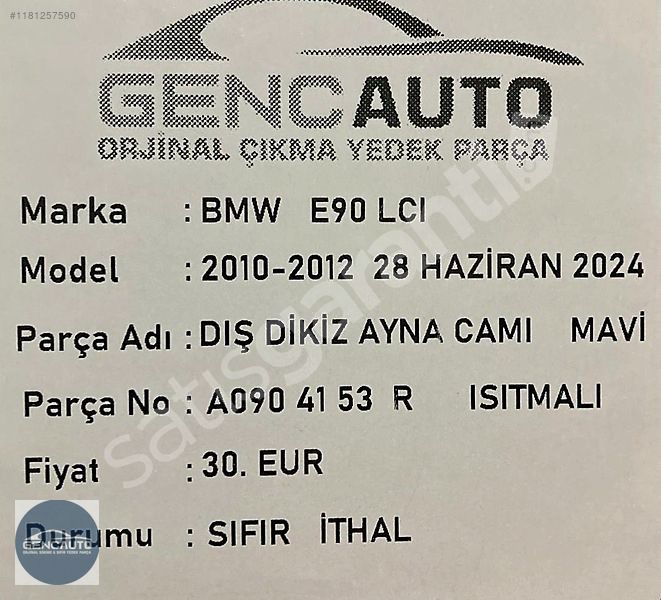 #1181257590
GENCAUTO
ORJİNAL ÇIKMA YEDEK PARÇA
Marka : BMW E90 LCI
Model : 2010-2012 28 HAZİRAN 2024
Parça Adı : DIŞ DİKİZ AYNA CAMI MAVİ
Parça No : A090 41 53 R ISITMALI
Fiyat : 30. EUR
Durumu : SIFIR İTHAL
GENCAUTO
satısgaranti